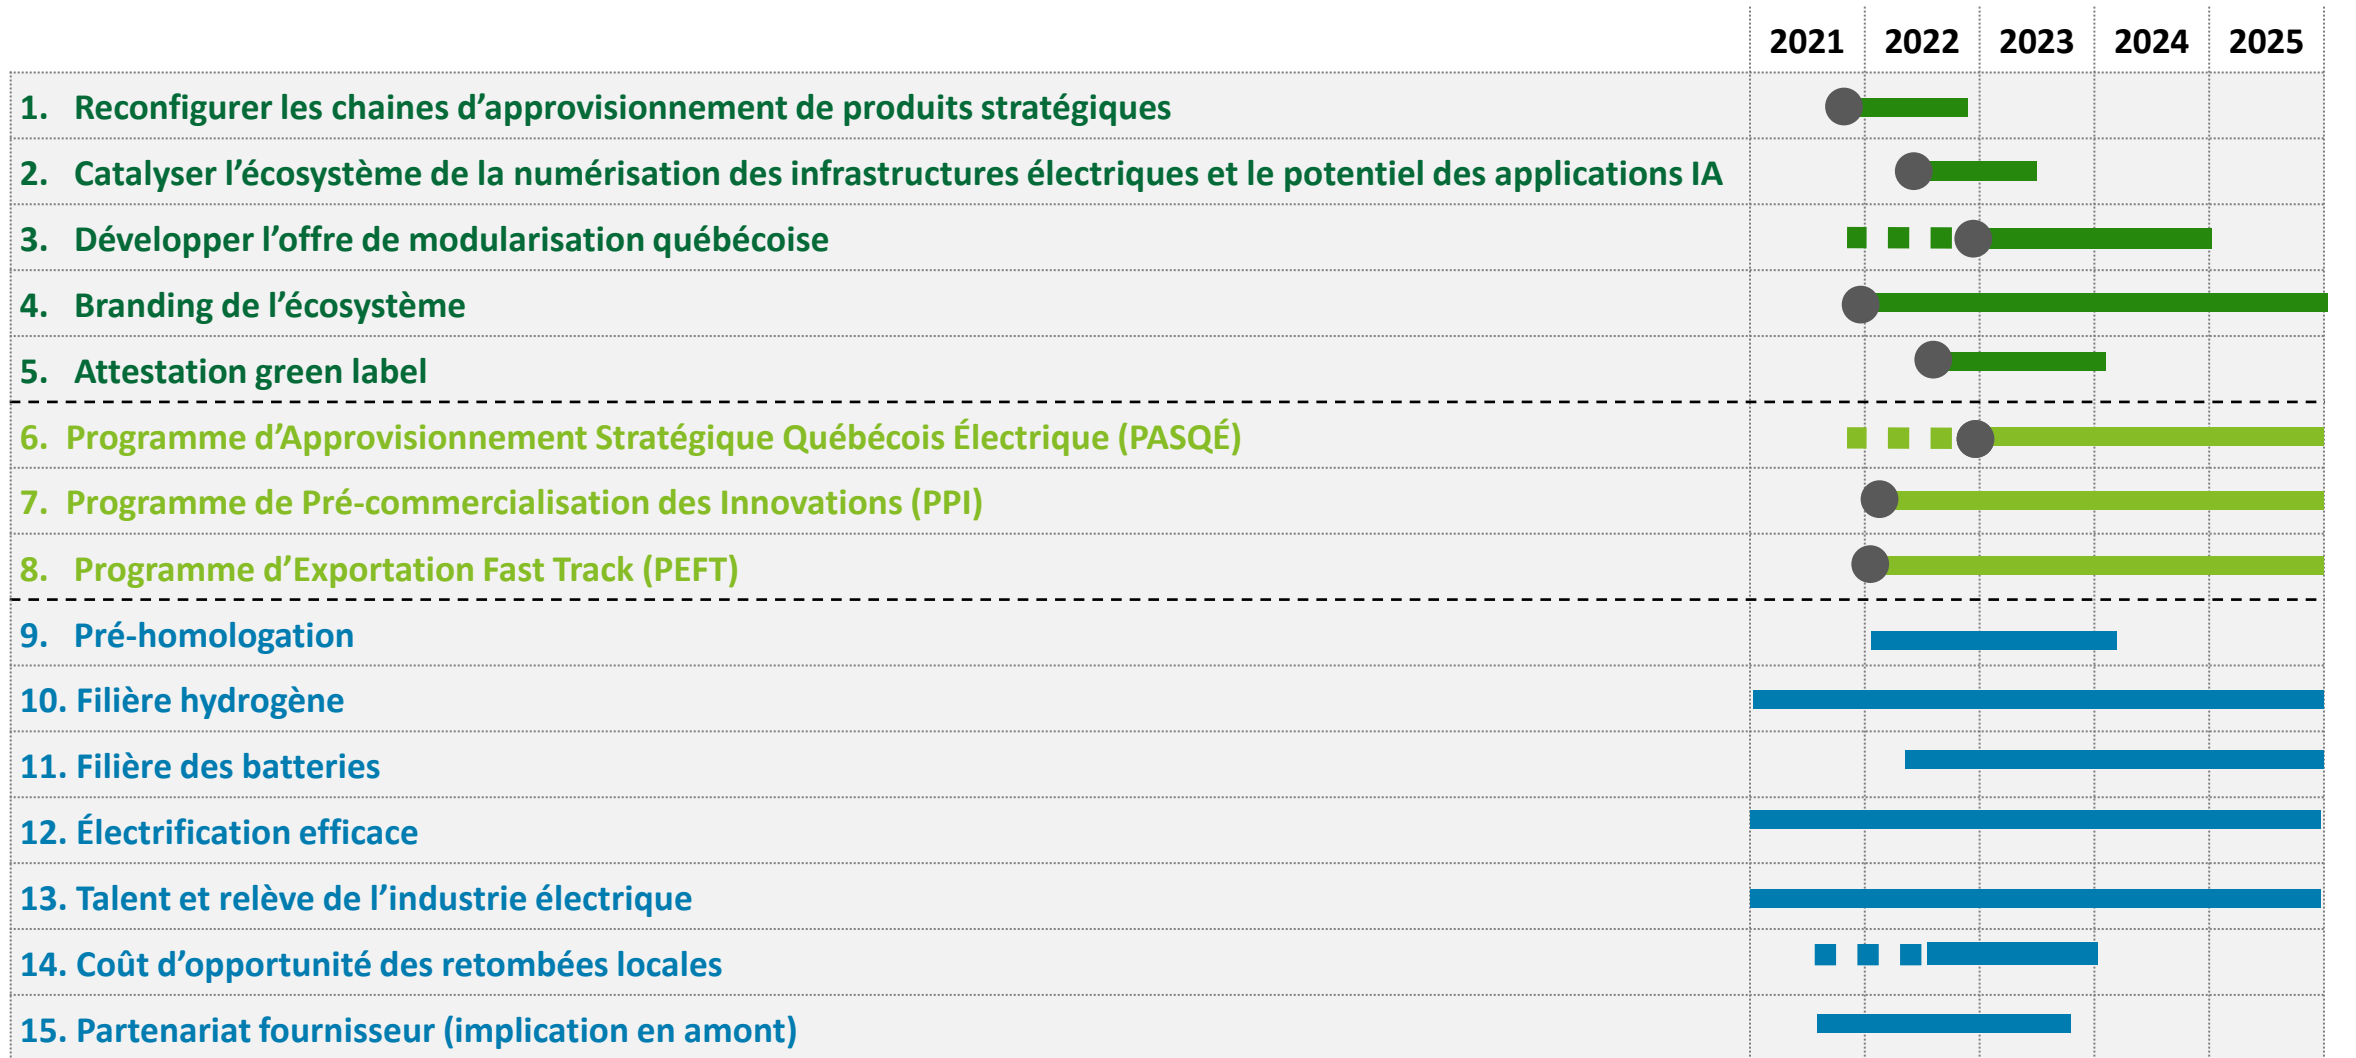 2021 2022 2023 2024 2025
1. Reconfigurer les chaines d’approvisionnement de produits stratégiques
2. Catalyser l’écosystème de la numérisation des infrastructures électriques et le potentiel des applications IA
3. Développer l’offre de modularisation québécoise
4. Branding de l’écosystème
5. Attestation green label
6. Programme d’Approvisionnement Stratégique Québécois Électrique (PASQÉ)
7. Programme de Pré-commercialisation des Innovations (PPI)
8. Programme d’Exportation Fast Track (PEFT)
9. Pré-homologation
10. Filière hydrogène
11. Filière des batteries
12. Électrification efficace
13. Talent et relève de l’industrie électrique
14. Coût d’opportunité des retombées locales
15. Partenariat fournisseur (implication en amont)